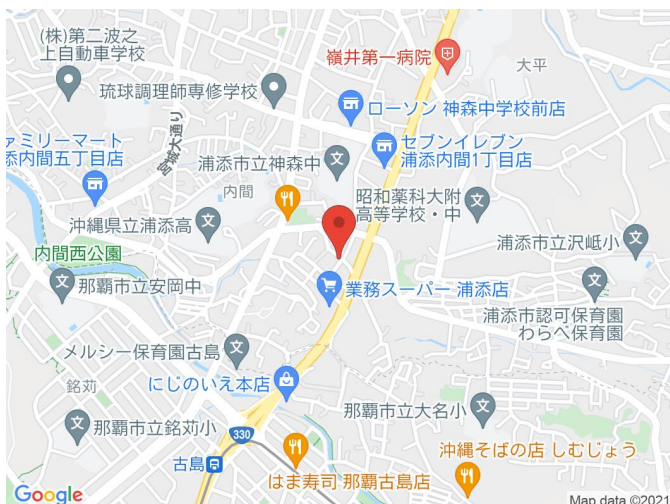 (株)第二波之
上自動車学校
嶺井第一病院
大平
琉球調理師専修学校
ローソン 神森中学校前店
ァミリーマート
添内間五丁目店
宮城大通り
セブンイレブン
浦添内間1丁目店
浦添市立神森中
内間
昭和薬科大附
高等学校・中
沖縄県立浦添高
浦添市立沢岻小
内間西公園
那覇市立安岡中
業務スーパー 浦添店
浦添市認可保育園
わらべ保育園
メルシー保育園古島
銘苅
にじのいえ本店
那覇市立大名小
那覇市立銘苅小
330
古島
沖縄そばの店 しむじょう
はま寿司 那覇古島店
Google
Map data ©2021